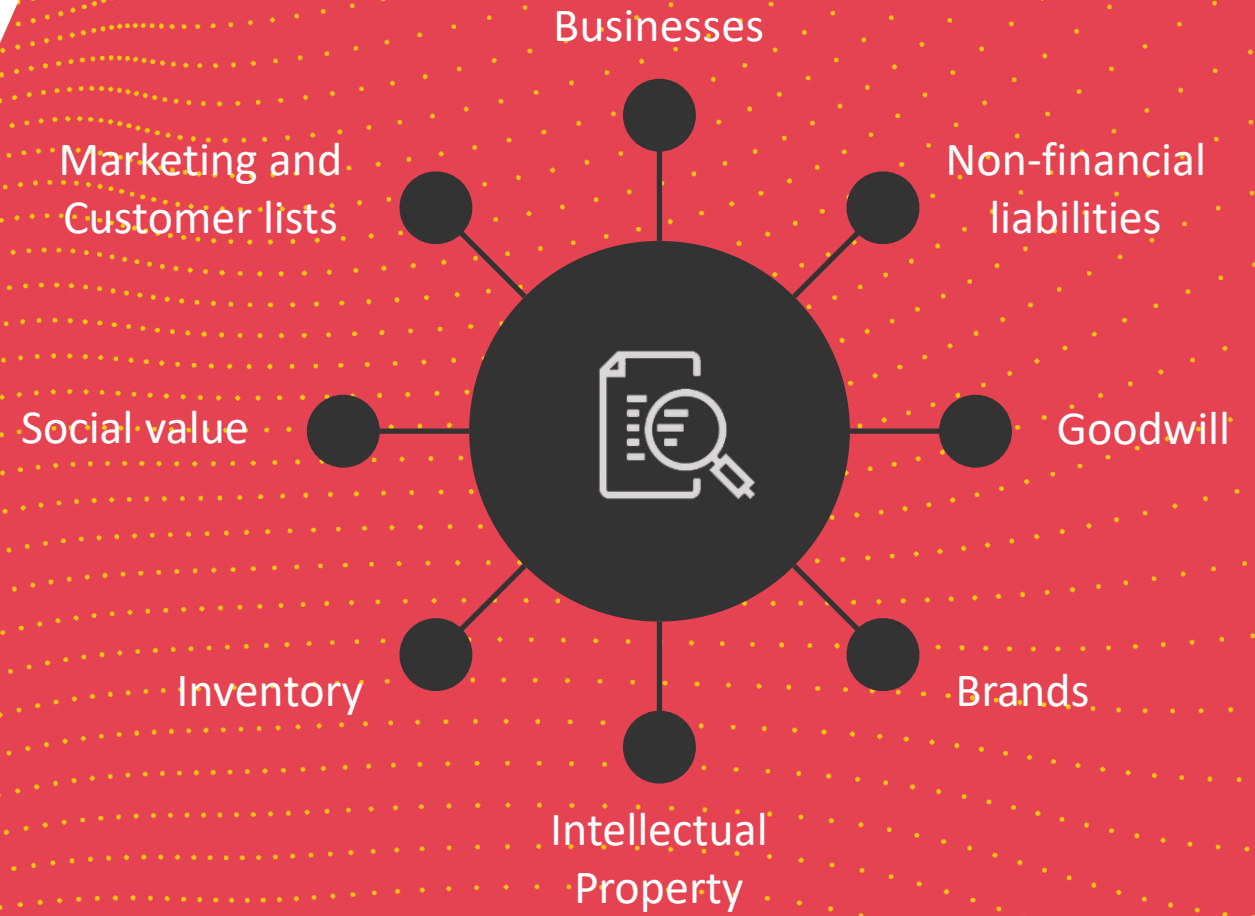 Businesses
Non-financial
liabilities
Goodwill
Brands
Intellectual
Property
Inventory
Social value
Marketing and
Customer lists